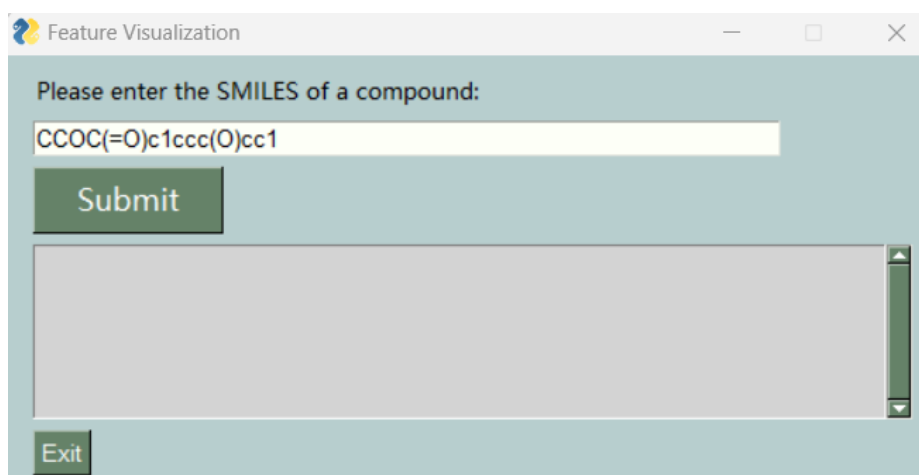 Feature Visualization
Please enter the SMILES of a compound:
CCOC(=O)c1ccc(O)cc1
Submit
Exit